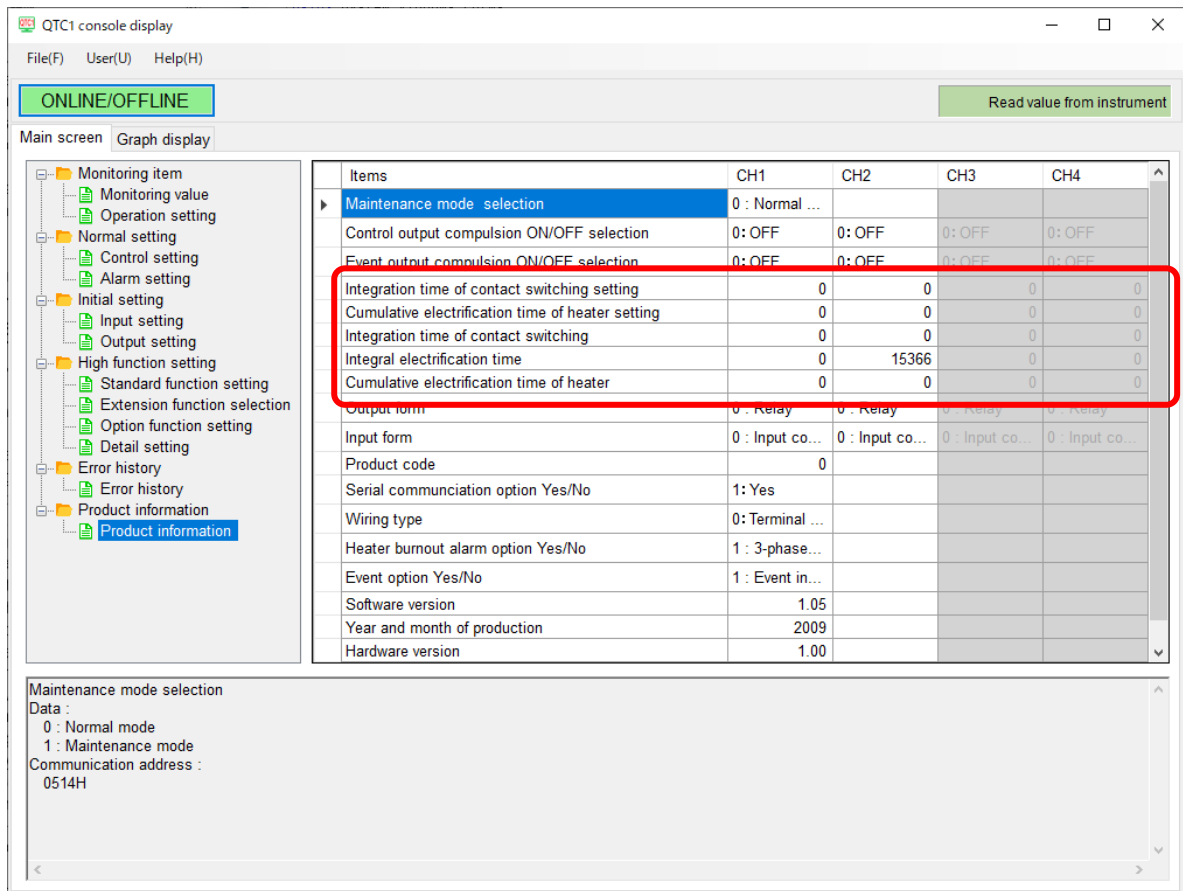 QTC1 console display
File(F) User(U) Help(H)
ONLINE/OFFLINE
Read value from instrument
Main screen Graph display
Monitoring item
Monitoring value
Operation setting
Normal setting
Control setting
Alarm setting
Initial setting
Input setting
Output setting
High function setting
Standard function setting
Extension function selection
Option function setting
Detail setting
Error history
Error history
Product information
Product information
Items CH1 CH2 CH3 CH4
Maintenance mode selection 0 : Normal ...
Control output compulsion ON/OFF selection 0: OFF 0: OFF 0: OFF 0: OFF
Event output compulsion ON/OFF selection 0: OFF 0: OFF 0: OFF 0: OFF
Integration time of contact switching setting 0 0 0 0
Cumulative electrification time of heater setting 0 0 0 0
Integration time of contact switching 0 0 0 0
Integral electrification time 0 15366 0 0
Cumulative electrification time of heater 0 0 0 0
Output form 0 : Relay 0 : Relay 0 : Relay 0 : Relay
Input form 0 : Input co... 0 : Input co... 0 : Input co... 0 : Input co...
Product code 0
Serial communciation option Yes/No 1: Yes
Wiring type 0: Terminal ...
Heater burnout alarm option Yes/No 1 : 3-phase...
Event option Yes/No 1 : Event in...
Software version 1.05
Year and month of production 2009
Hardware version 1.00
Maintenance mode selection
Data :
0 : Normal mode
1 : Maintenance mode
Communication address :
0514H